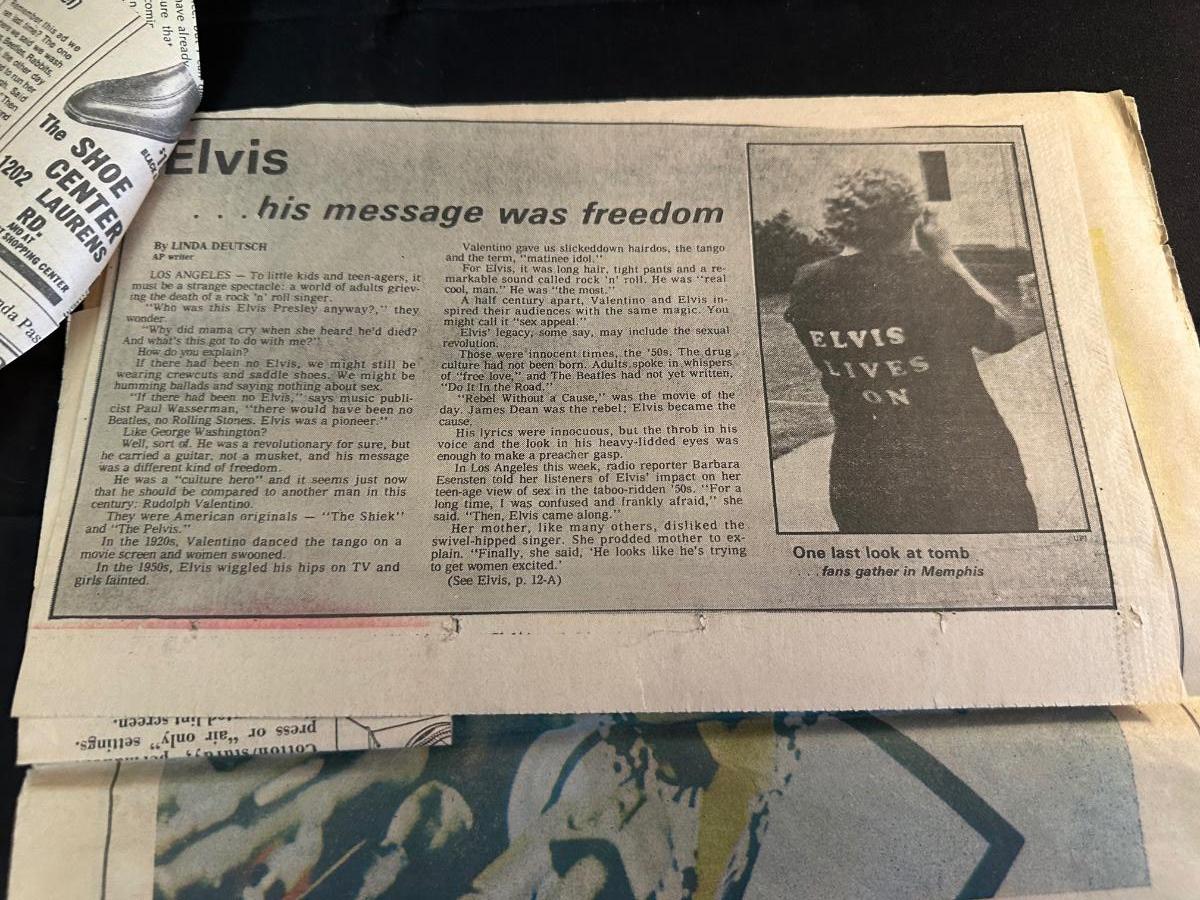 Remember this ad we
The
SHOE
CENTER
1202 LAURENS
RD.
AND AT
SHOPPING CENTER
BLACK
have already
Elvis
. . . his message was freedom
By LINDA DEUTSCH
AP writer
LOS ANGELES — To little kids and teen-agers, it
must be a strange spectacle: a world of adults griev-
ing the death of a rock 'n' roll singer.
"Who was this Elvis Presley anyway?," they
wonder.
"Why did mama cry when she heard he'd died?
And what's this got to do with me?"
How do you explain?
If there had been no Elvis, we might still be
wearing crewcuts and saddle shoes. We might be
humming ballads and saying nothing about sex.
"If there had been no Elvis," says music publi-
cist Paul Wasserman, "there would have been no
Beatles, no Rolling Stones. Elvis was a pioneer."
Like George Washington?
Well, sort of. He was a revolutionary for sure, but
he carried a guitar, not a musket, and his message
was a different kind of freedom.
He was a "culture hero" and it seems just now
that he should be compared to another man in this
century: Rudolph Valentino.
They were American originals — "The Shiek"
and "The Pelvis."
In the 1920s, Valentino danced the tango on a
movie screen and women swooned.
In the 1950s, Elvis wiggled his hips on TV and
girls fainted.
Valentino gave us slickeddown hairdos, the tango
and the term, "matinee idol."
For Elvis, it was long hair, tight pants and a re-
markable sound called rock 'n' roll. He was "real
cool, man." He was "the most."
A half century apart, Valentino and Elvis in-
spired their audiences with the same magic. You
might call it "sex appeal."
Elvis' legacy, some say, may include the sexual
revolution.
Those were innocent times, the '50s. The drug
culture had not been born. Adults spoke in whispers
of "free love," and The Beatles had not yet written,
"Do It In the Road."
"Rebel Without a Cause," was the movie of the
day. James Dean was the rebel; Elvis became the
cause.
His lyrics were innocuous, but the throb in his
voice and the look in his heavy-lidded eyes was
enough to make a preacher gasp.
In Los Angeles this week, radio reporter Barbara
Esensten told her listeners of Elvis' impact on her
teen-age view of sex in the taboo-ridden '50s. "For a
long time, I was confused and frankly afraid," she
said. "Then, Elvis came along."
Her mother, like many others, disliked the
swivel-hipped singer. She prodded mother to ex-
plain. "Finally, she said, 'He looks like he's trying
to get women excited.'
(See Elvis, p. 12-A)
ELVIS
LIVES
ON
UPI
One last look at tomb
. . . fans gather in Memphis
press or "air only" settings.
lint screen.